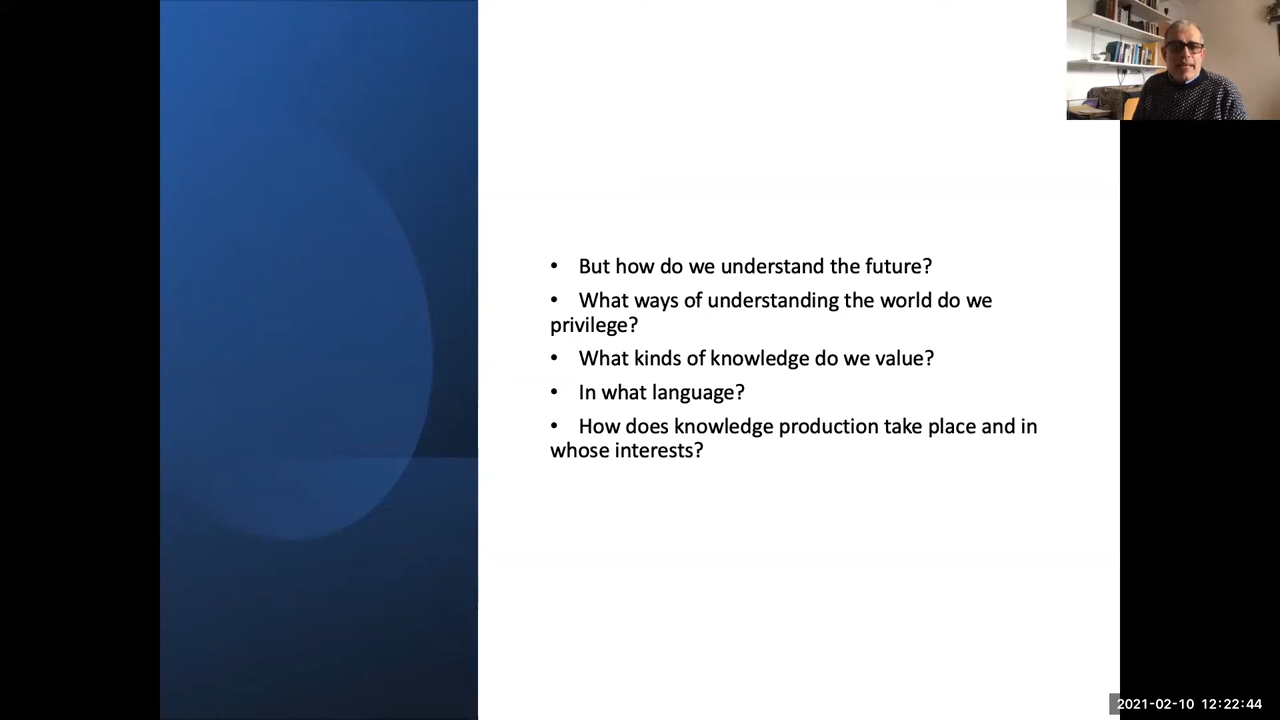 • But how do we understand the future?
• What ways of understanding the world do we
privilege?
• What kinds of knowledge do we value?
• In what language?
• How does knowledge production take place and in
whose interests?
2021-02-10 12:22:44